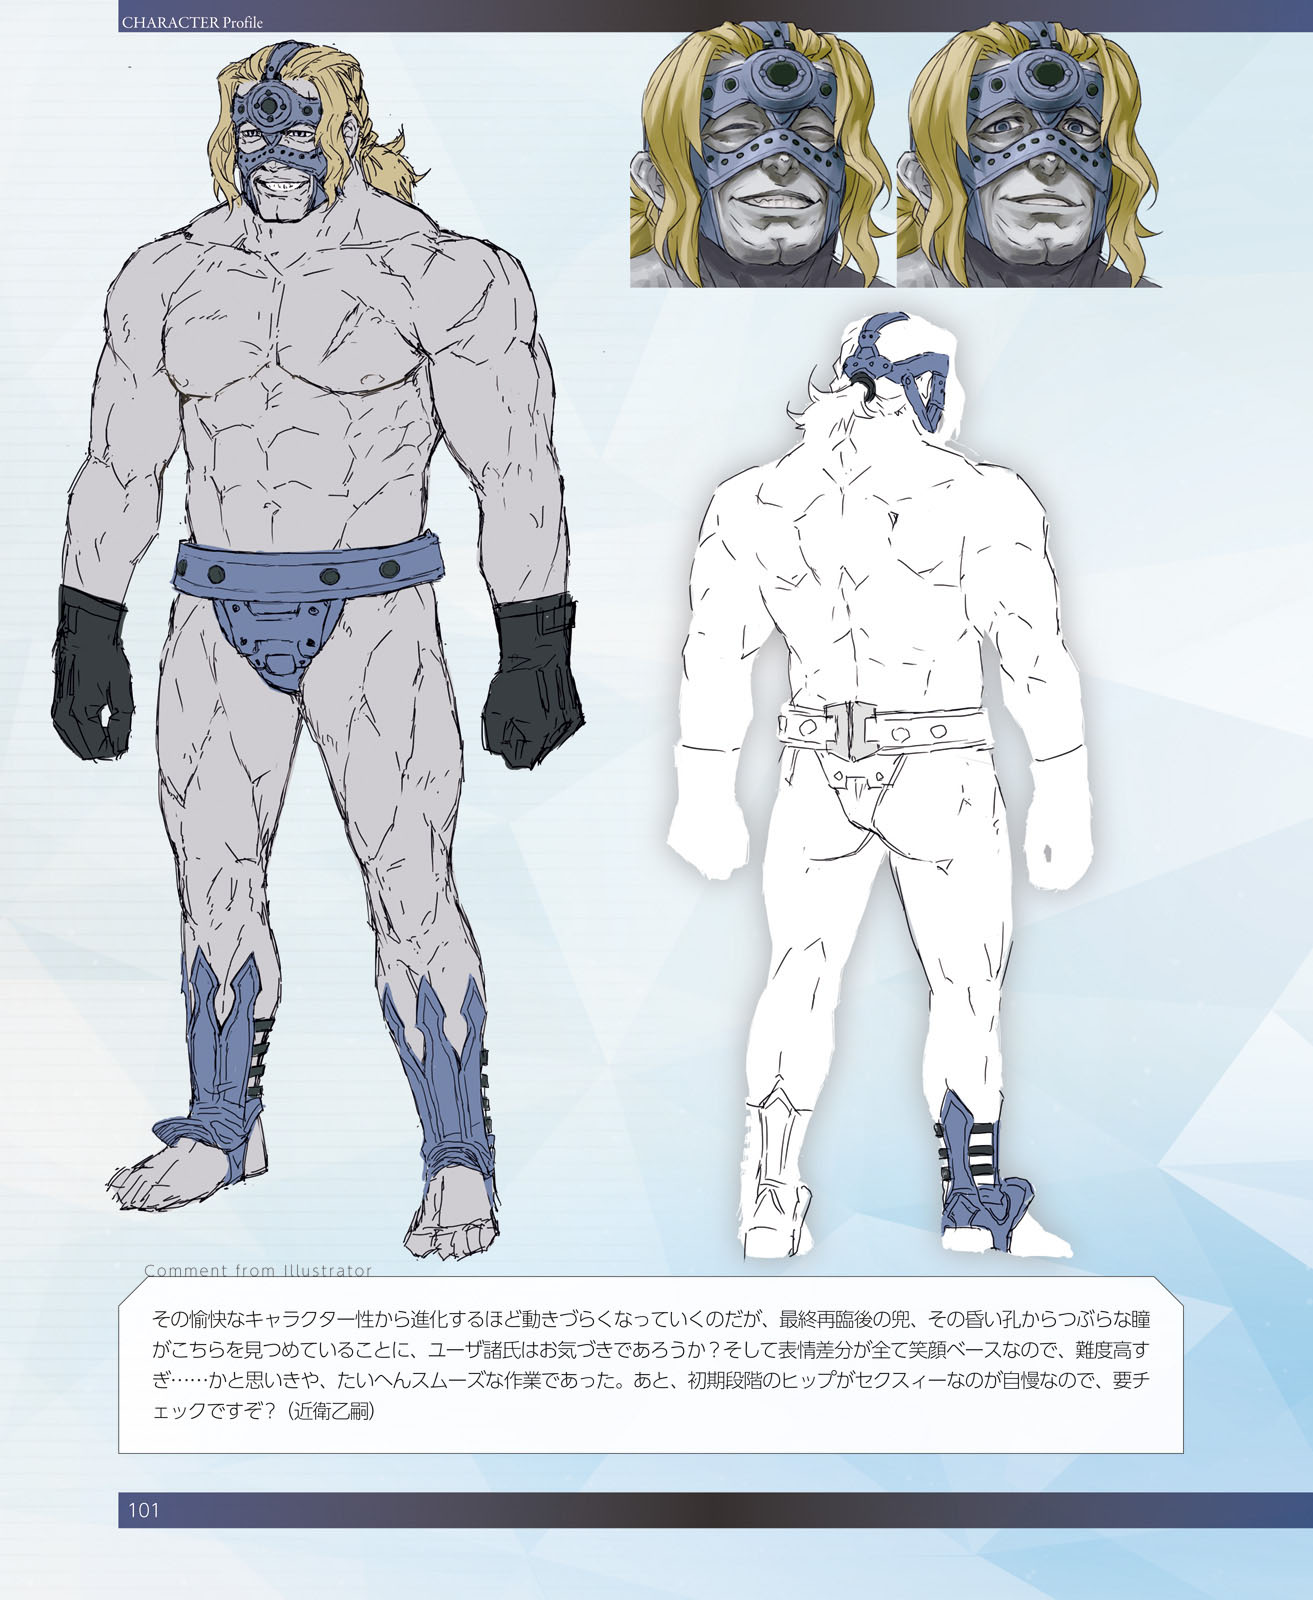 CHARACTER Profile
Comment from Illustrator
その愉快なキャラクター性から進化するほど動きづらくなっていくのだが、最終再臨後の兜、その昏い孔からつぶらな瞳
がこちらを見つめていることに、ユーザ諸氏はお気づきであろうか？そして表情差分が全て笑顔ベースなので、難度高す
ぎ……かと思いきや、たいへんスムーズな作業であった。あと、初期段階のヒップがセクスィーなのが自慢なので、要チ
ェックですぞ？（近衛乙嗣）
101